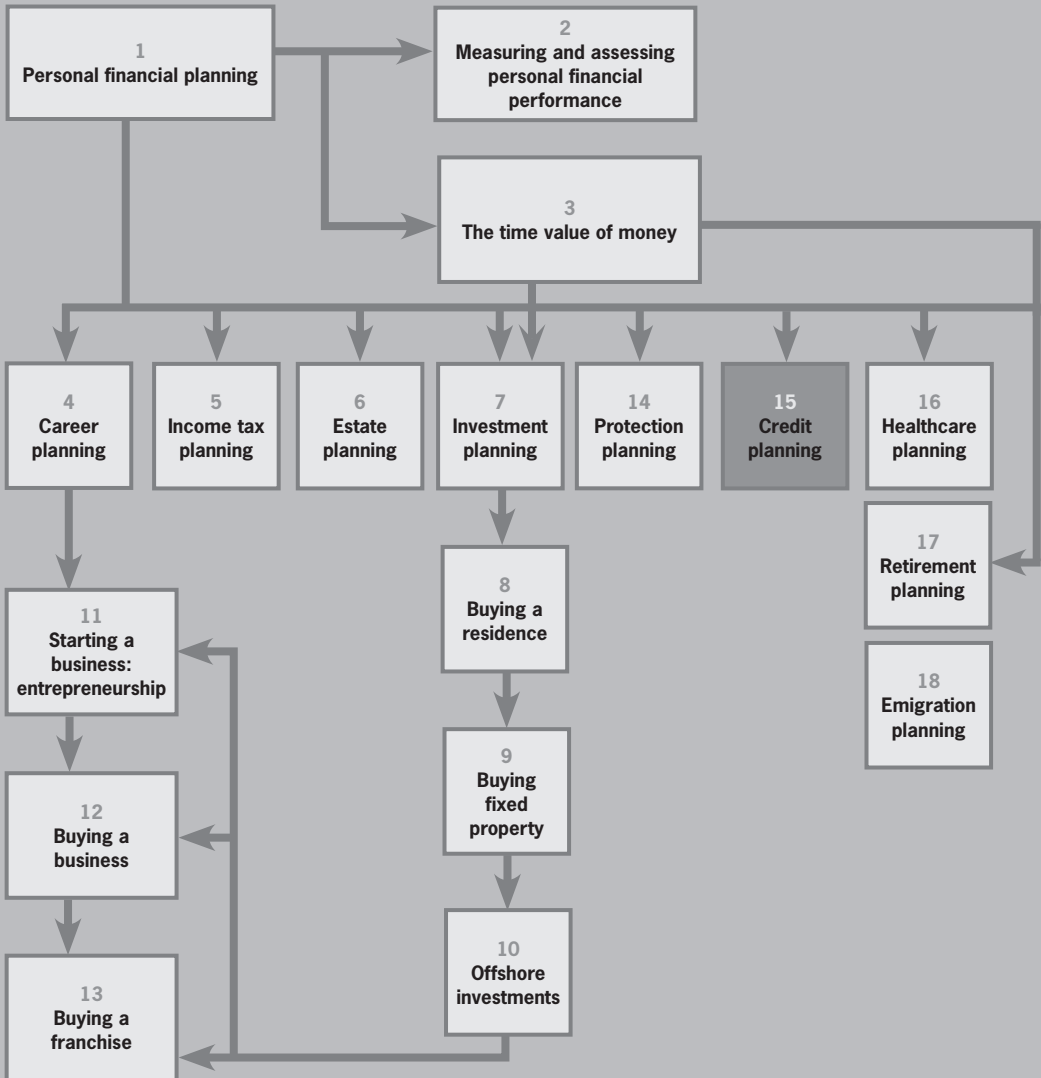 1
Personal financial planning
2
Measuring and assessing
personal financial
performance
3
The time value of money
4
Career
planning
5
Income tax
planning
6
Estate
planning
7
Investment
planning
14
Protection
planning
15
Credit
planning
16
Healthcare
planning
17
Retirement
planning
8
Buying a
residence
11
Starting a
business:
entrepreneurship
18
Emigration
planning
9
Buying
fixed
property
12
Buying a
business
10
Offshore
investments
13
Buying a
franchise